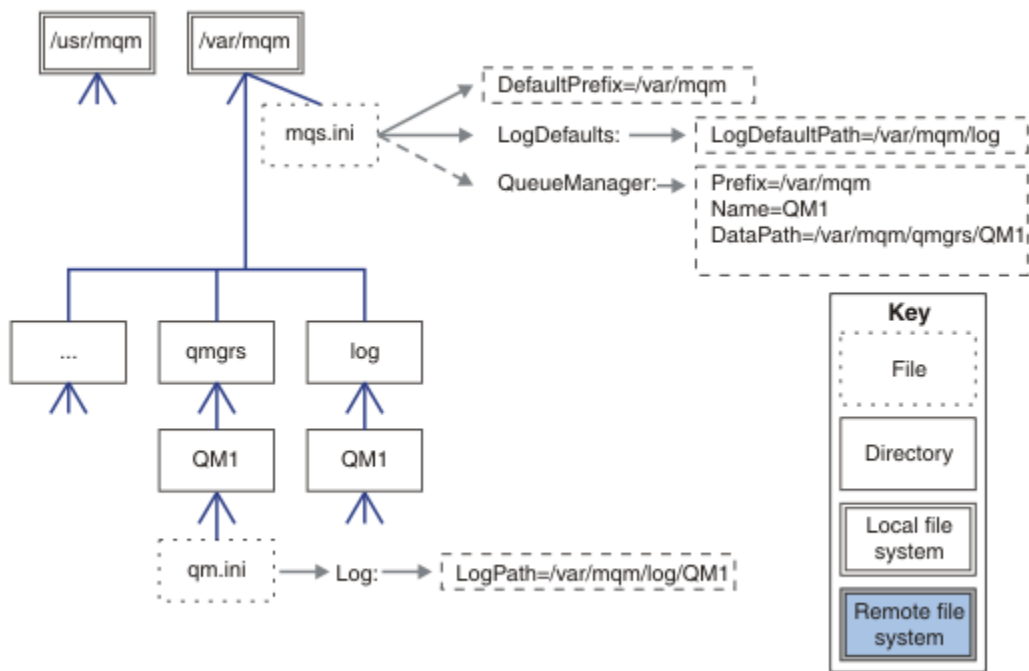 /usr/mqm
/var/mqm
mqs.ini
DefaultPrefix=/var/mqm
LogDefaults:
LogDefaultPath=/var/mqm/log
QueueManager:
Prefix=/var/mqm
Name=QM1
DataPath=/var/mqm/qmgrs/QM1
...
qmgrs
log
QM1
QM1
qm.ini
Log:
LogPath=/var/mqm/log/QM1
Key
File
Directory
Local file
system
Remote file
system